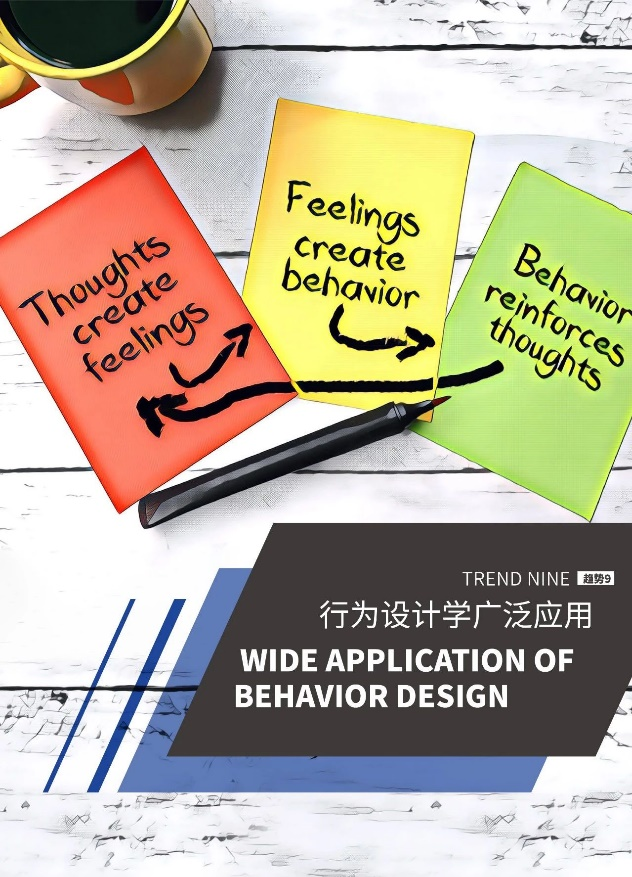 Thoughts
create
feelings
Feelings
create
behavior
Behavior
reinforces
thoughts
TREND NINE 趋势9
行为设计学广泛应用
WIDE APPLICATION OF
BEHAVIOR DESIGN